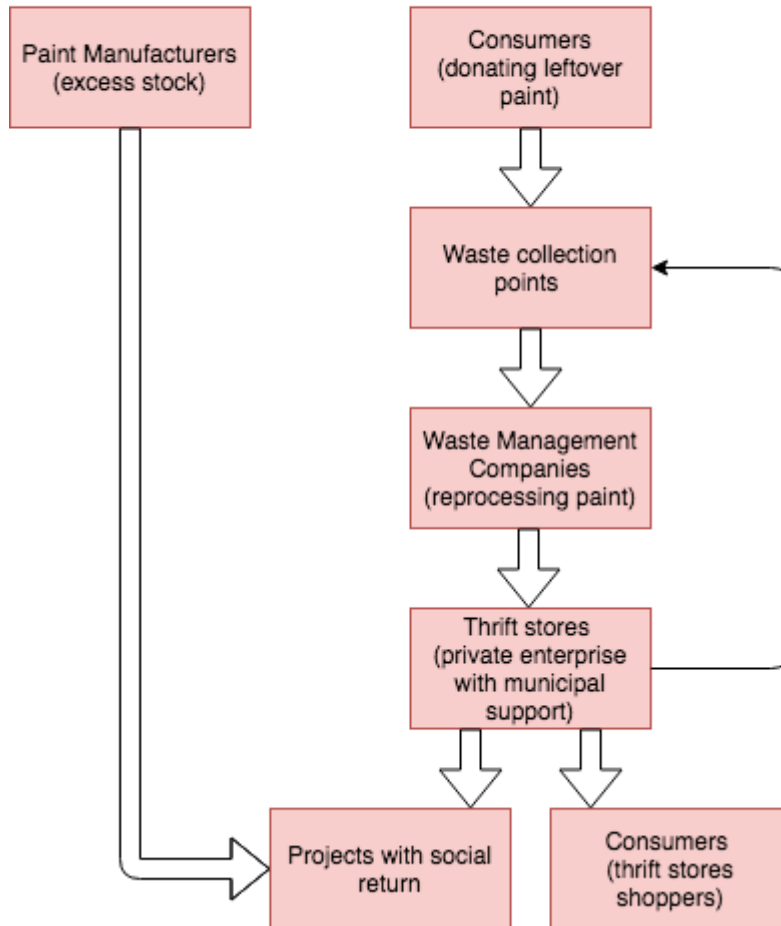 Paint Manufacturers
(excess stock)
Consumers
(donating leftover
paint)
Waste collection
points
Waste Management
Companies
(reprocessing paint)
Thrift stores
(private enterprise
with municipal
support)
Projects with social
return
Consumers
(thrift stores
shoppers)